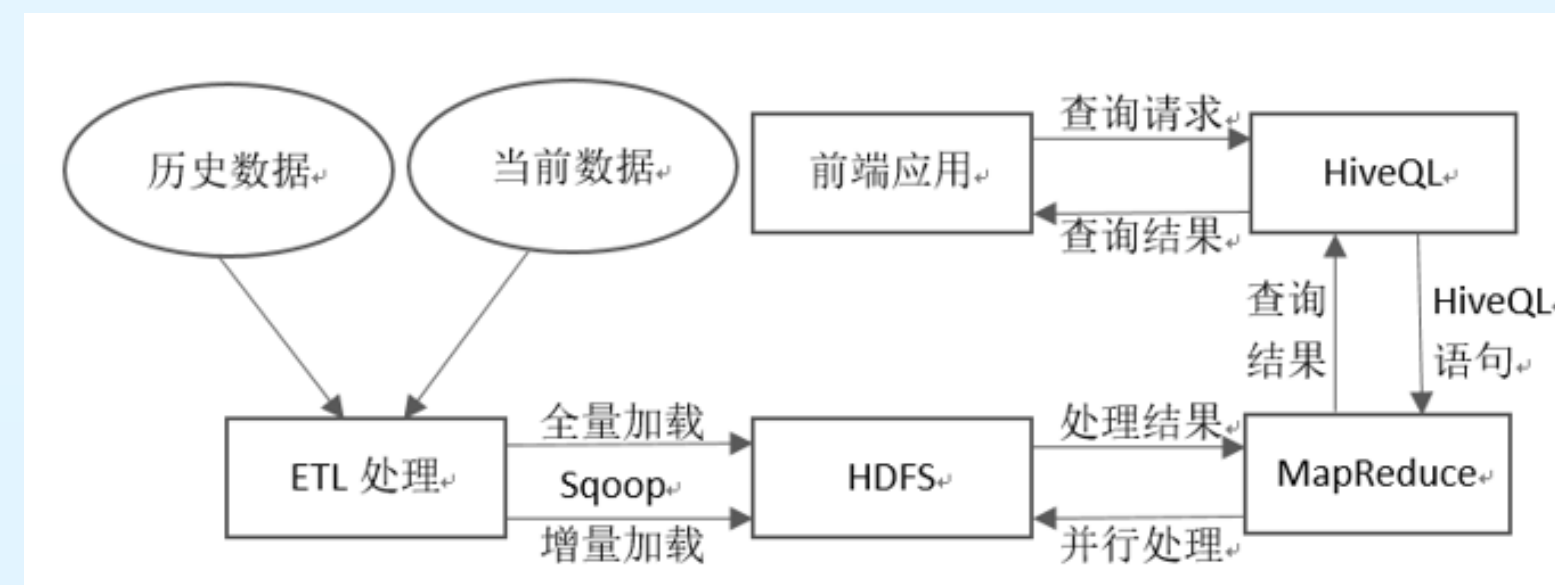 历史数据
当前数据
前端应用
查询请求
查询结果
HiveQL
查询
结果
HiveQL
语句
ETL 处理
全量加载
Sqoop
增量加载
HDFS
处理结果
并行处理
MapReduce